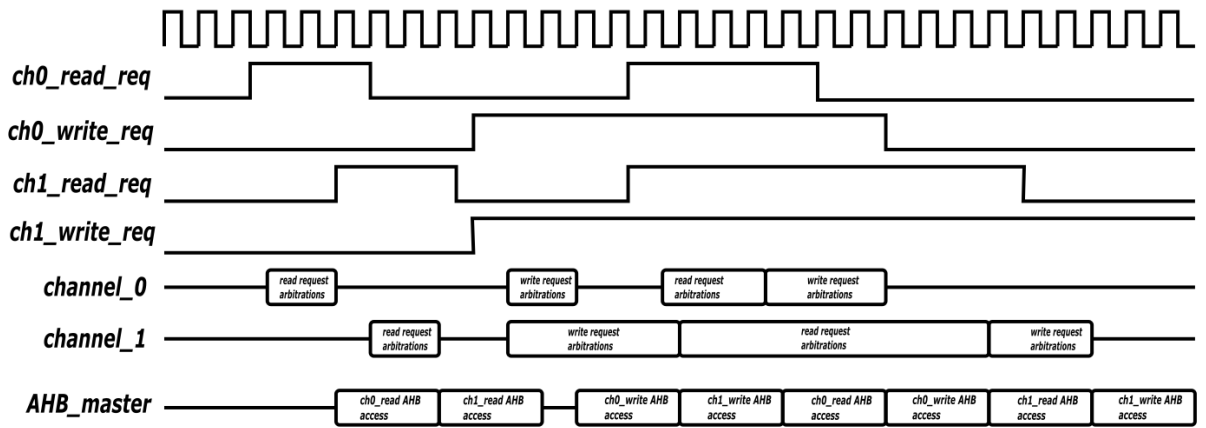 ch0_read_req
ch0_write_req
ch1_read_req
ch1_write_req
channel_0
read request
arbitrations
write request
arbitrations
read request
arbitrations
write request
arbitrations
channel_1
read request
arbitrations
write request
arbitrations
read request
arbitrations
write request
arbitrations
AHB_master
ch0_read AHB
access
ch1_read AHB
access
ch0_write AHB
access
ch1_write AHB
access
ch0_read AHB
access
ch0_write AHB
access
ch1_read AHB
access
ch1_write AHB
access